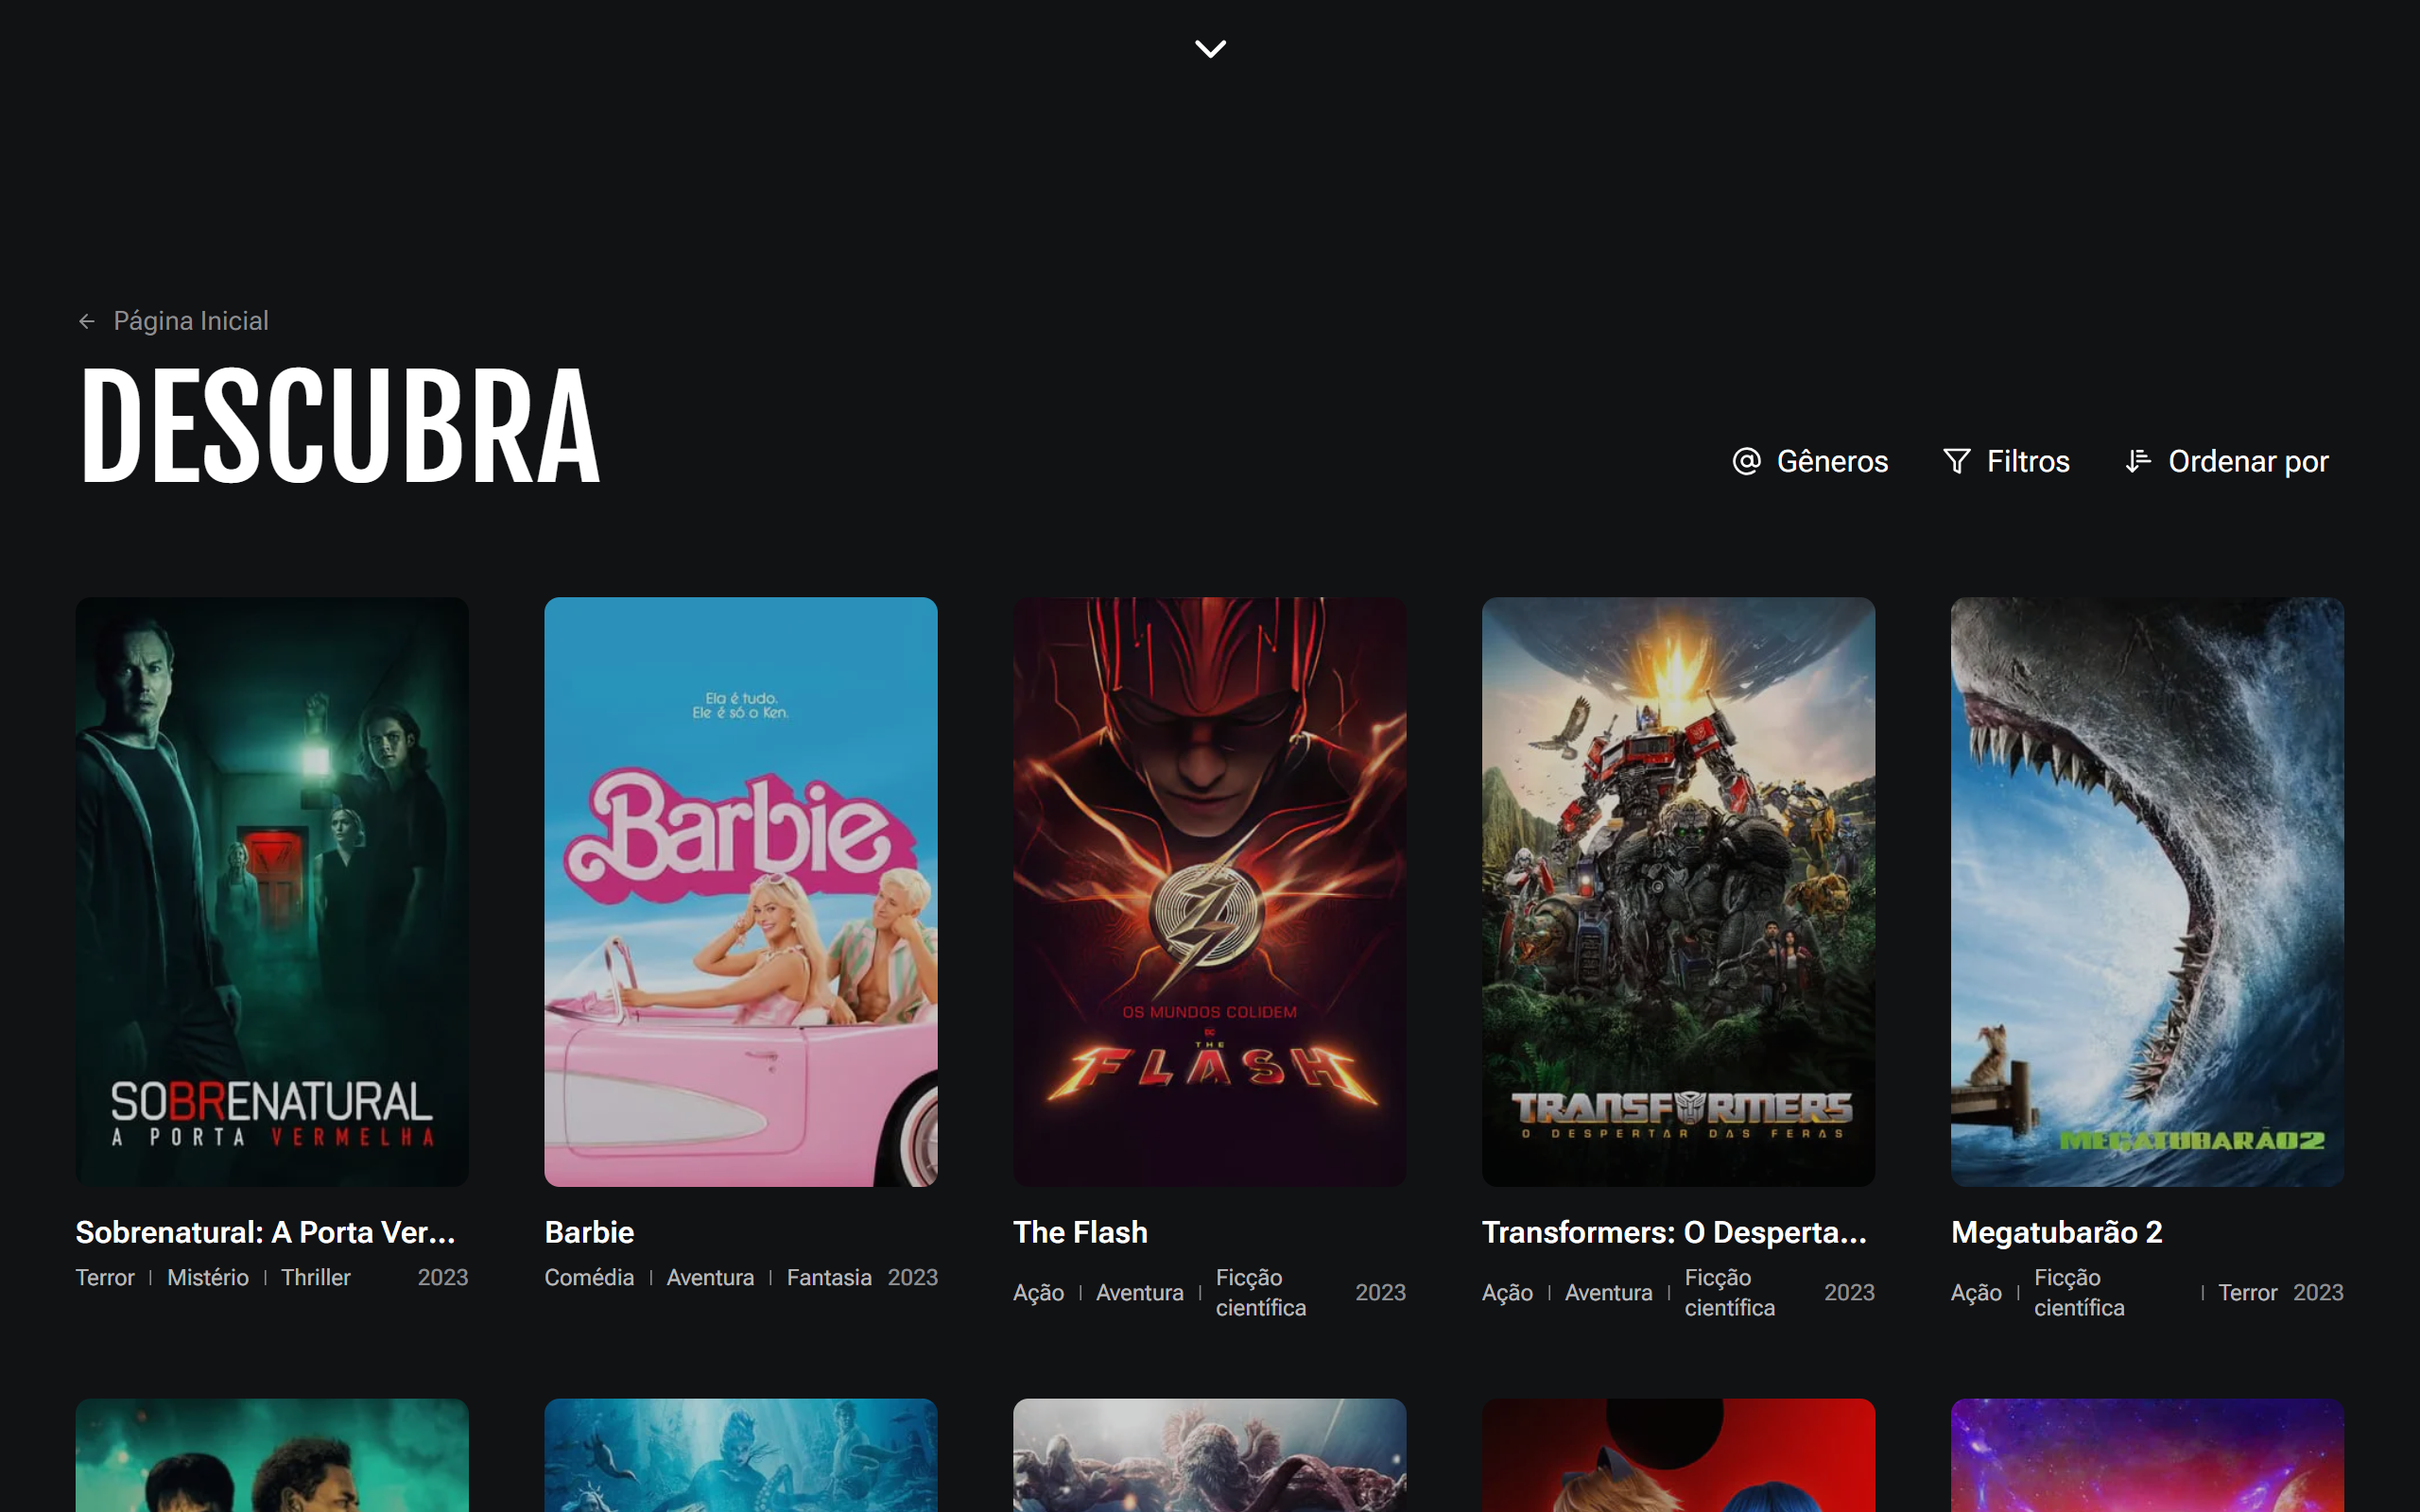 Página Inicial
DESCUBRA
Gêneros
Filtros
Ordenar por
SOBRENATURAL
A PORTA VERMELHA
Ela é tudo.
Ele é só o Ken.
Barbie
OS MUNDOS COLIDEM
DC
THE
FLASH
TRANSFORMERS
O DESPERTAR DAS FERAS
MEGATUBARÃO2
Sobrenatural: A Porta Ver...
Barbie
The Flash
Transformers: O Desperta...
Megatubarão 2
Terror | Mistério | Thriller 2023
Comédia | Aventura | Fantasia 2023
Ação | Aventura | Ficção científica 2023
Ação | Aventura | Ficção científica 2023
Ação | Ficção científica | Terror 2023